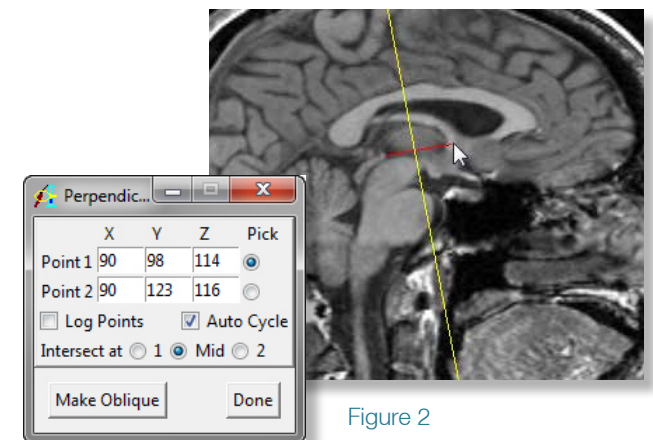 Perpendic...
X Y Z Pick
Point 1 90 98 114
Point 2 90 123 116
Log Points Auto Cycle
Intersect at 1 Mid 2
Make Oblique Done
Figure 2